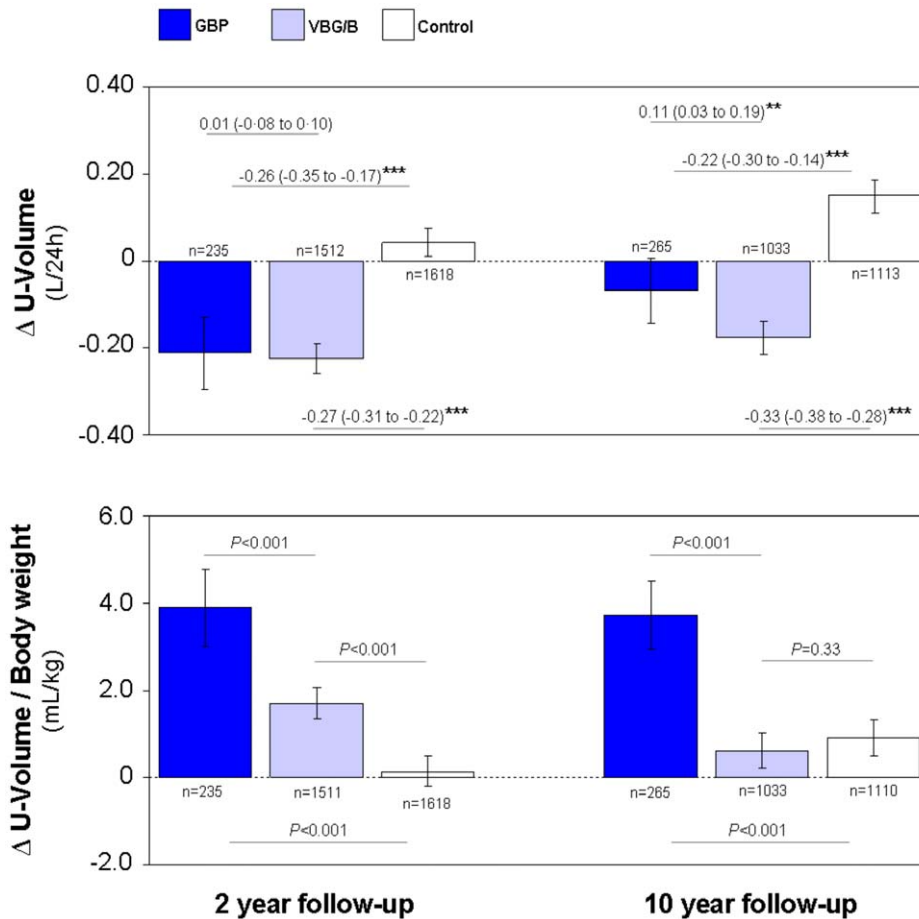 GBP VBG/B Control
0.40
0.01 (-0·08 to 0·10)
0.11 (0.03 to 0.19)**
-0.26 (-0.35 to -0.17)***
-0.22 (-0.30 to -0.14)***
0.20
n=235 n=1512 n=265 n=1033
0
n=1618 n=1113
-0.20
-0.27 (-0.31 to -0.22)***
-0.33 (-0.38 to -0.28)***
-0.40
Δ U-Volume
(L/24h)
6.0
P<0.001 P<0.001
4.0
P<0.001 P=0.33
2.0
0
n=235 n=1511 n=1618 n=265 n=1033 n=1110
P<0.001 P<0.001
-2.0
Δ U-Volume / Body weight
(mL/kg)
2 year follow-up 10 year follow-up